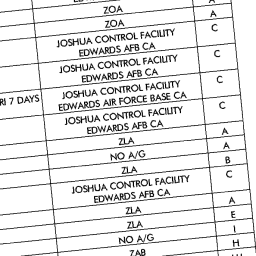 ZOA A
ZOA A
JOSHUA CONTROL FACILITY C
EDWARDS AFB CA
JOSHUA CONTROL FACILITY C
EDWARDS AFB CA
RI 7 DAYS JOSHUA CONTROL FACILITY C
EDWARDS AIR FORCE BASE CA
JOSHUA CONTROL FACILITY C
EDWARDS AFB CA
ZLA A
NO A/G A
ZLA B
JOSHUA CONTROL FACILITY C
EDWARDS AFB CA
ZLA A
ZLA E
ZLA I
NO A/G H
ZAB